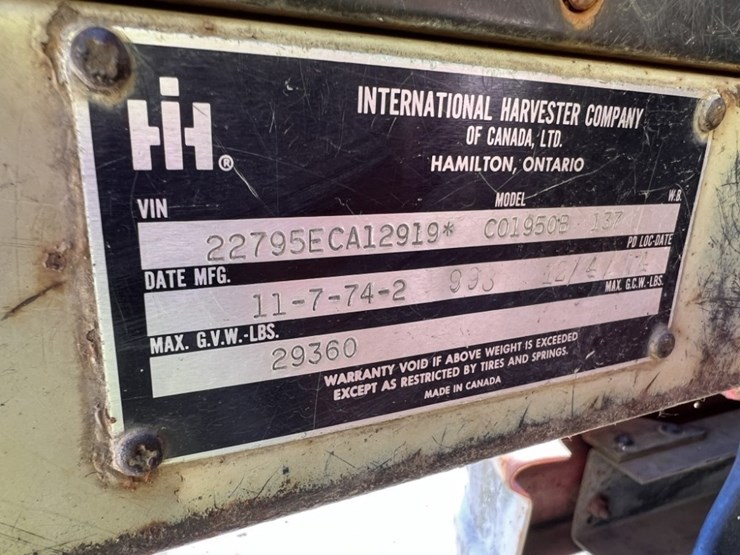 IH®
INTERNATIONAL HARVESTER COMPANY
OF CANADA, LTD.
HAMILTON, ONTARIO
VIN MODEL W.B.
22795ECA12919* CO1950B 137
DATE MFG. PD LOC-DATE
11-7-74-2
MAX. G.V.W.-LBS. MAX. G.C.W.-LBS.
29360
WARRANTY VOID IF ABOVE WEIGHT IS EXCEEDED
EXCEPT AS RESTRICTED BY TIRES AND SPRINGS.
MADE IN CANADA